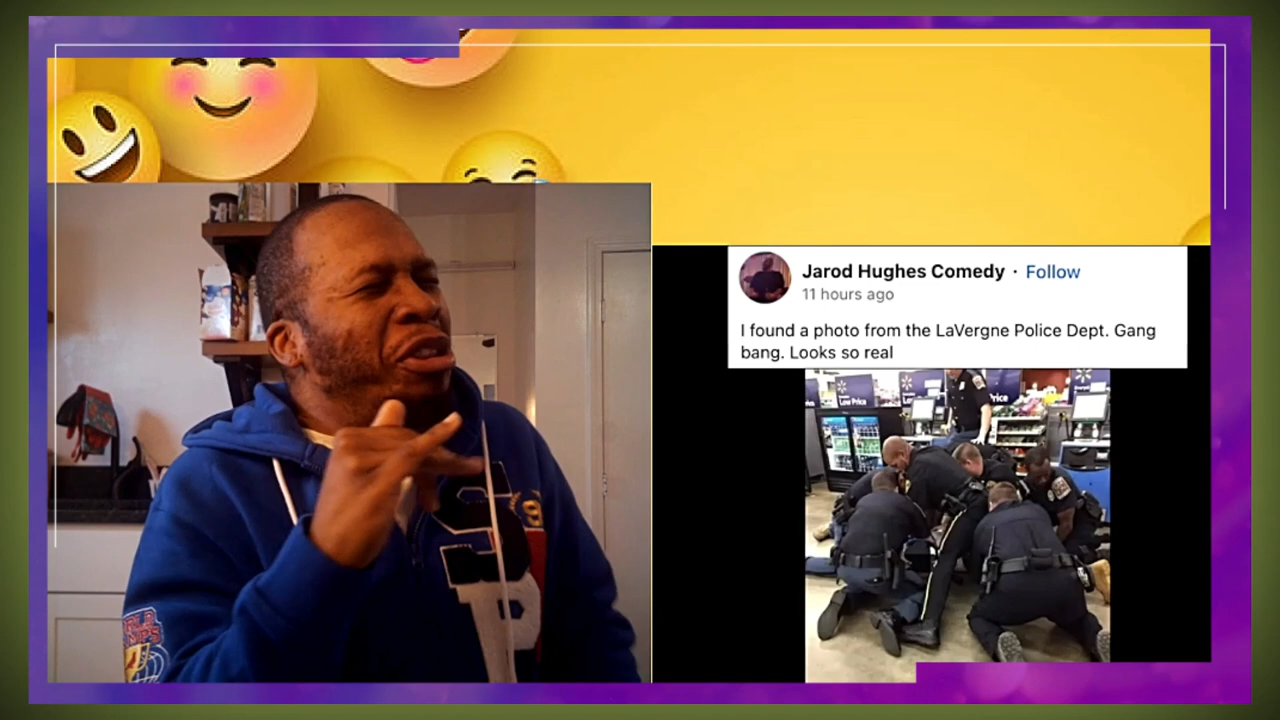 Jarod Hughes Comedy · Follow
11 hours ago
I found a photo from the LaVergne Police Dept. Gang
bang. Looks so real
Low Price
Price